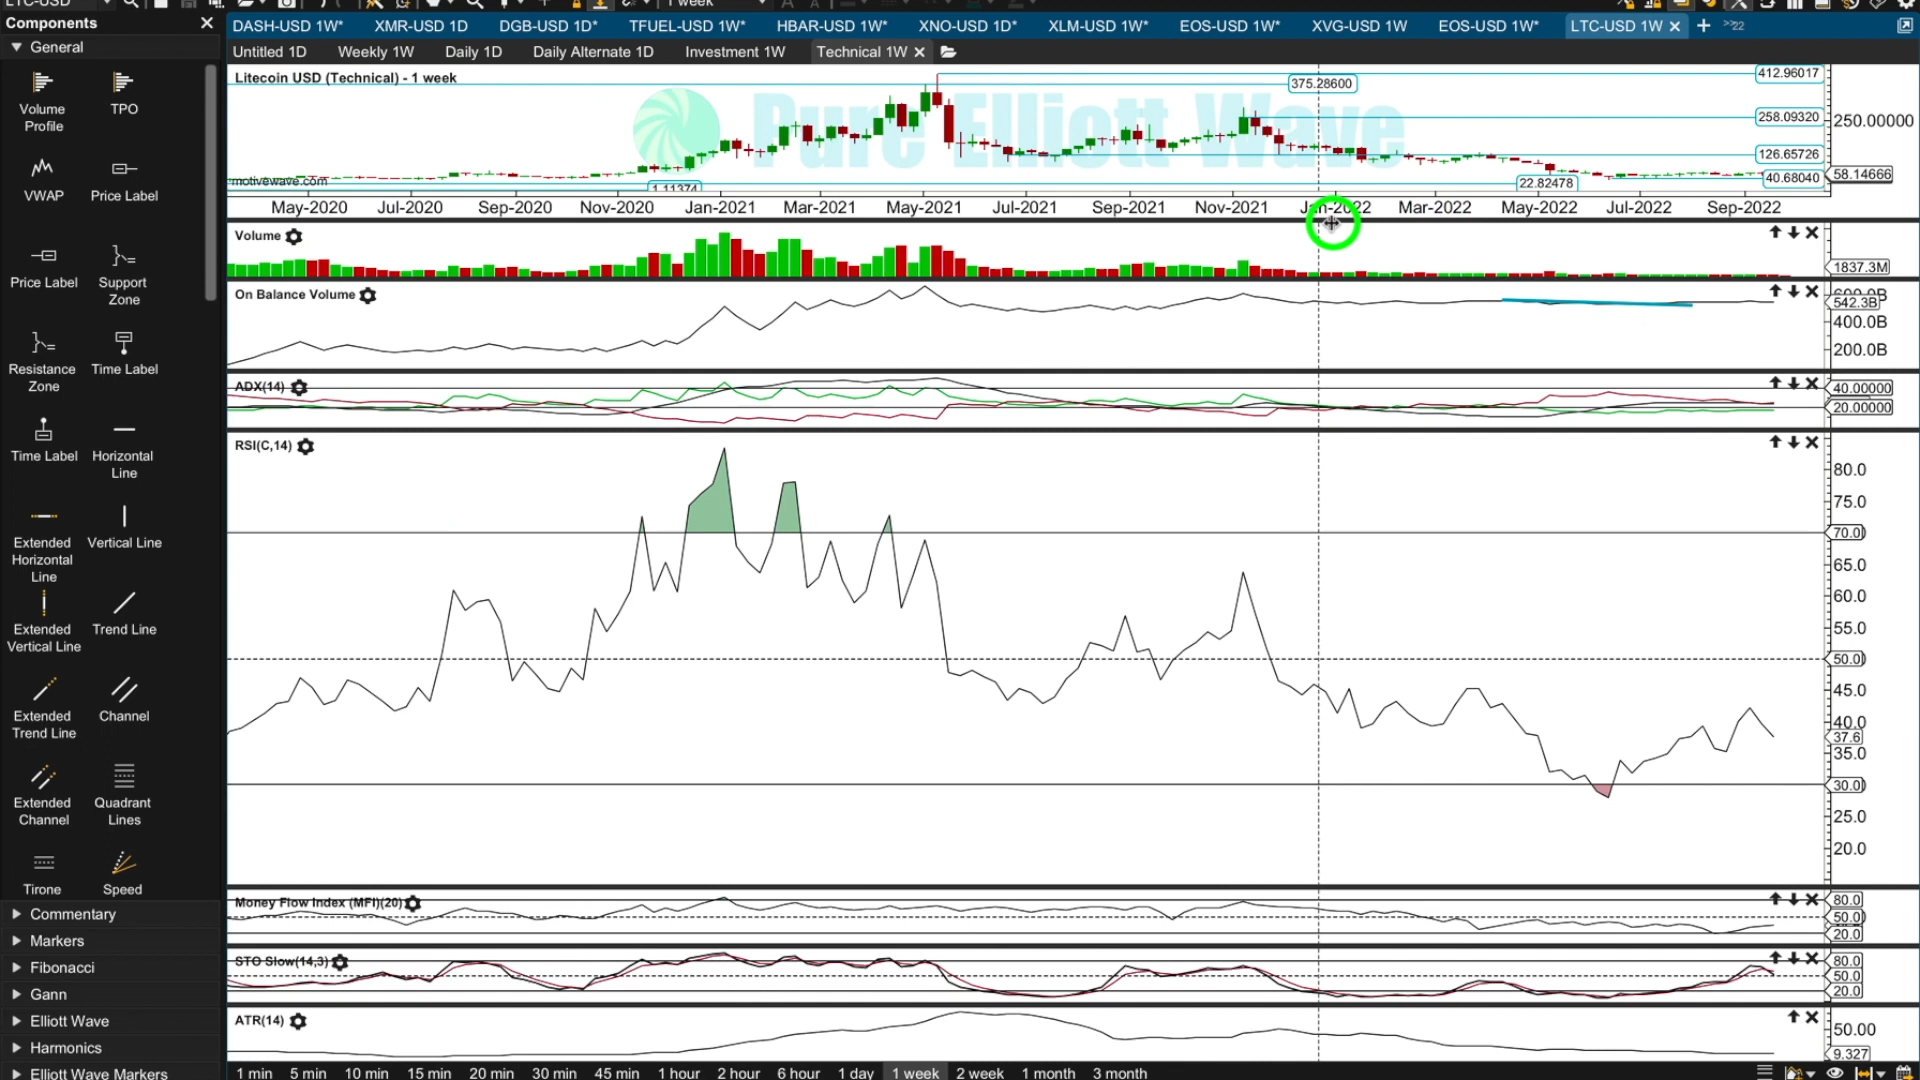 LTC-USD 1 week
Components
DASH-USD 1W* XMR-USD 1D DGB-USD 1D* TFUEL-USD 1W* HBAR-USD 1W* XNO-USD 1D* XLM-USD 1W* EOS-USD 1W* XVG-USD 1W EOS-USD 1W* LTC-USD 1W >>22
General
Untitled 1D Weekly 1W Daily 1D Daily Alternate 1D Investment 1W Technical 1W
Litecoin USD (Technical) - 1 week
Pure Elliott Wave
motivewave.com
412.96017
375.28600
258.09320
250.00000
126.65726
58.14666
40.68040
22.82478
1.11374
May-2020 Jul-2020 Sep-2020 Nov-2020 Jan-2021 Mar-2021 May-2021 Jul-2021 Sep-2021 Nov-2021 Jan-2022 Mar-2022 May-2022 Jul-2022 Sep-2022
Volume
1837.3M
On Balance Volume
600.0B
542.3B
400.0B
200.0B
ADX(14)
40.00000
20.00000
RSI(C,14)
80.0
75.0
70.0
65.0
60.0
55.0
50.0
45.0
40.0
37.6
35.0
30.0
25.0
20.0
Money Flow Index (MFI)(20)
80.0
50.0
20.0
STO Slow(14,3)
80.0
50.0
20.0
ATR(14)
50.00
9.327
Volume Profile
TPO
VWAP
Price Label
Price Label
Support Zone
Resistance Zone
Time Label
Time Label
Horizontal Line
Extended Horizontal Line
Vertical Line
Extended Vertical Line
Trend Line
Extended Trend Line
Channel
Extended Channel
Quadrant Lines
Tirone
Speed
Commentary
Markers
Fibonacci
Gann
Elliott Wave
Harmonics
Elliott Wave Markers
1 min 5 min 10 min 15 min 20 min 30 min 45 min 1 hour 2 hour 6 hour 1 day 1 week 2 week 1 month 3 month